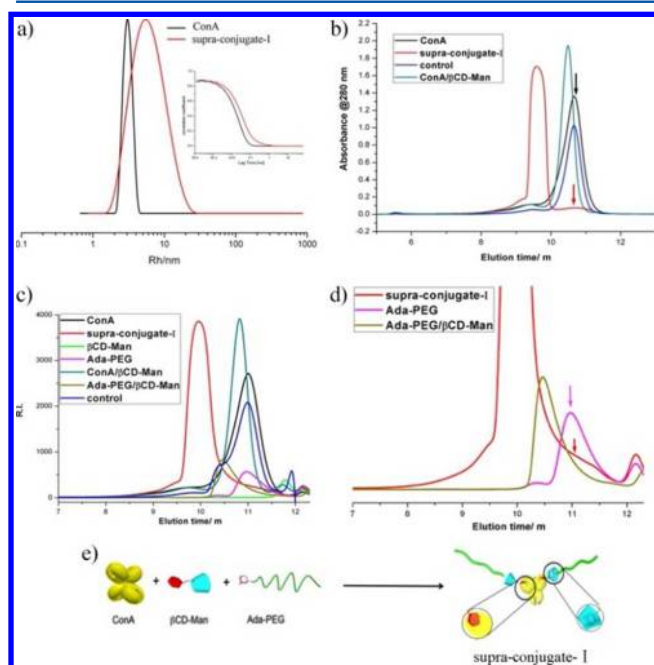 a)
ConA
supra-conjugate-I
0.1 1 10 100 1000
Rh/nm
b)
ConA
supra-conjugate-I
control
ConA/βCD-Man
Absorbance @280 nm
2.2
2.0
1.8
1.6
1.4
1.2
1.0
0.8
0.6
0.4
0.2
0.0
6 8 10 12
Elution time/ m
c)
ConA
supra-conjugate-I
βCD-Man
Ada-PEG
ConA/βCD-Man
Ada-PEG/βCD-Man
control
R.I.
4000
3000
2000
1000
0
7 8 9 10 11 12
Elution time/ m
d)
supra-conjugate-I
Ada-PEG
Ada-PEG/βCD-Man
7 8 9 10 11 12
Elution time/ m
e)
+ +
ConA βCD-Man Ada-PEG
supra-conjugate- I